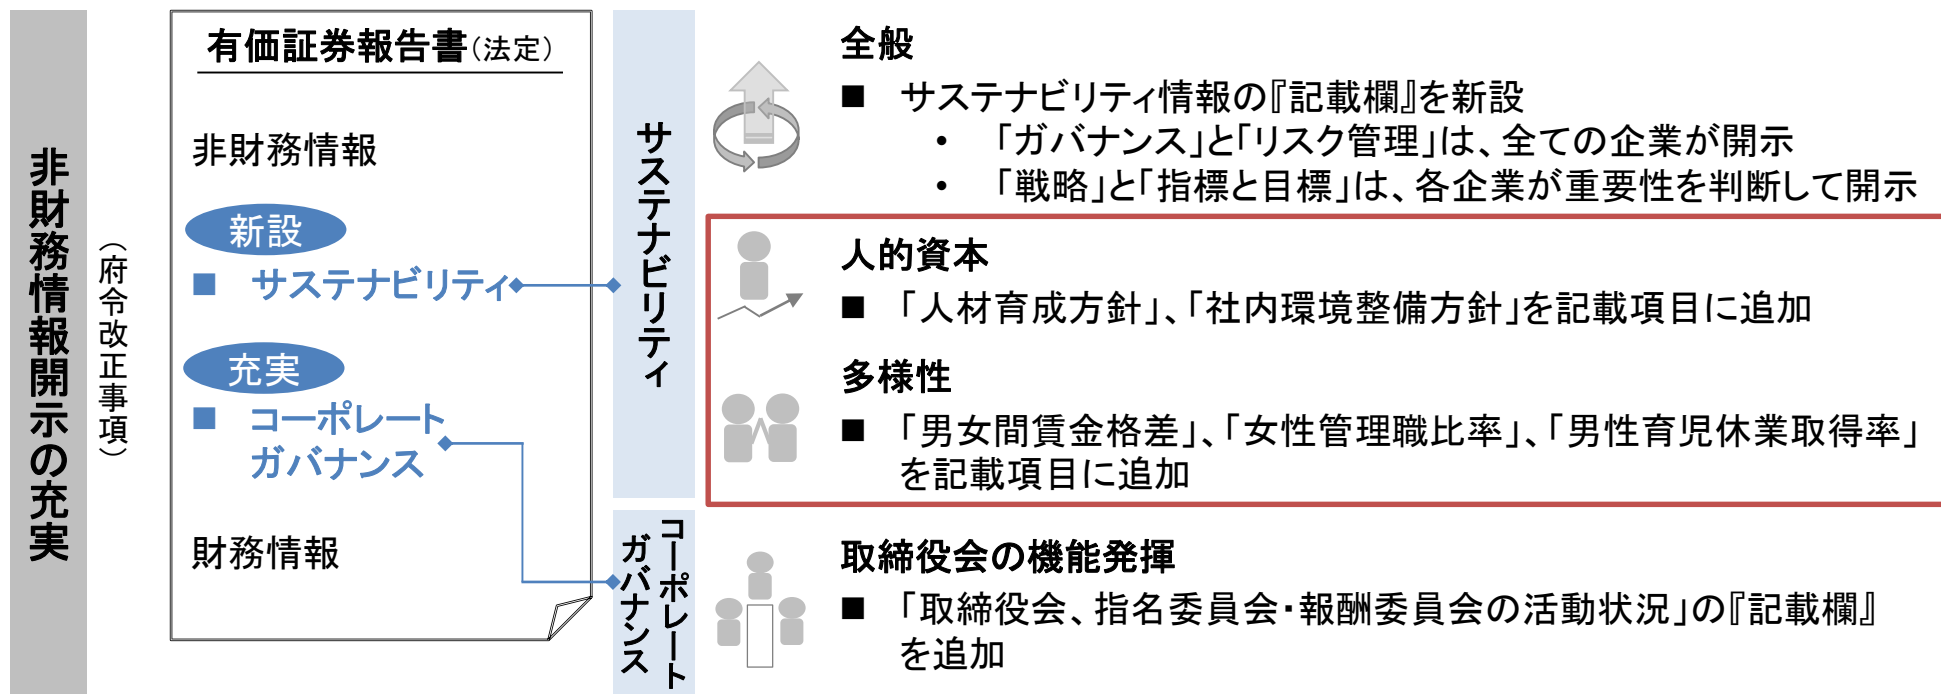 非財務情報開示の充実
（府令改正事項）
有価証券報告書（法定）
非財務情報
新設
■ サステナビリティ
充実
■ コーポレート
ガバナンス
財務情報
サステナビリティ
全般
■ サステナビリティ情報の『記載欄』を新設
• 「ガバナンス」と「リスク管理」は、全ての企業が開示
• 「戦略」と「指標と目標」は、各企業が重要性を判断して開示
人的資本
■ 「人材育成方針」、「社内環境整備方針」を記載項目に追加
多様性
■ 「男女間賃金格差」、「女性管理職比率」、「男性育児休業取得率」
を記載項目に追加
コーポレート
ガバナンス
取締役会の機能発揮
■ 「取締役会、指名委員会・報酬委員会の活動状況」の『記載欄』
を追加